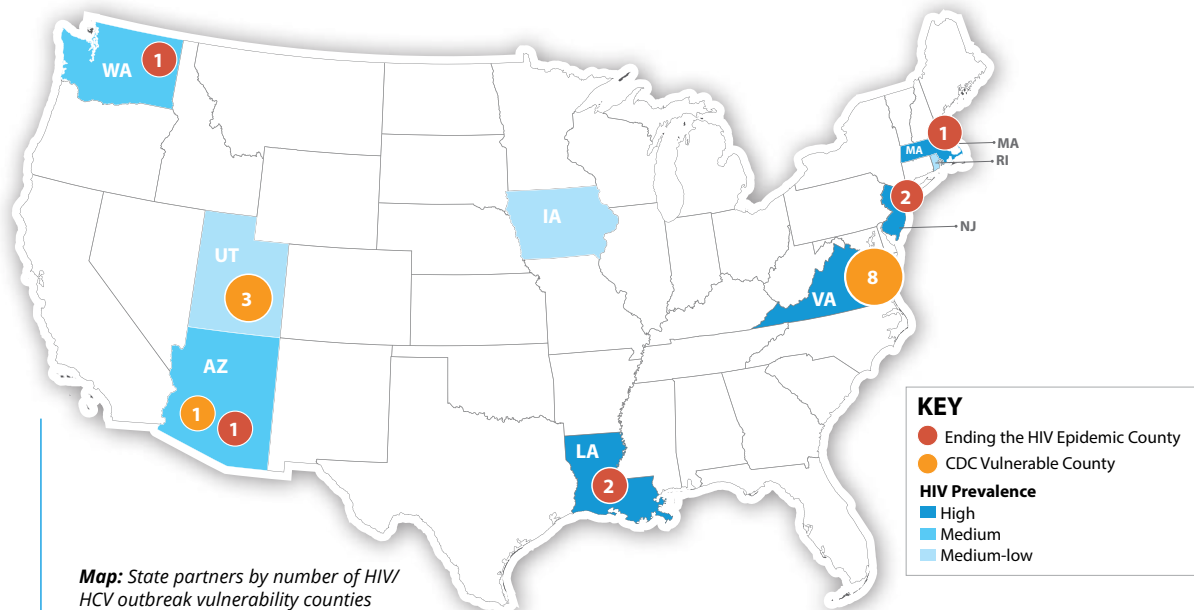 WA
1
1
MA
MA
RI
2
NJ
IA
UT
3
8
VA
AZ
1
1
LA
2
KEY
Ending the HIV Epidemic County
CDC Vulnerable County
HIV Prevalence
High
Medium
Medium-low
Map: State partners by number of HIV/
HCV outbreak vulnerability counties